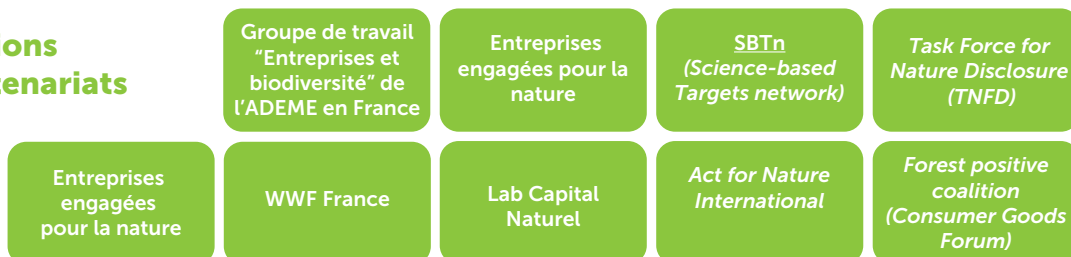 ions
tenariats
Groupe de travail
“Entreprises et
biodiversité” de
l’ADEME en France
Entreprises
engagées pour la
nature
SBTn
(Science-based
Targets network)
Task Force for
Nature Disclosure
(TNFD)
Entreprises
engagées
pour la nature
WWF France
Lab Capital
Naturel
Act for Nature
International
Forest positive
coalition
(Consumer Goods
Forum)